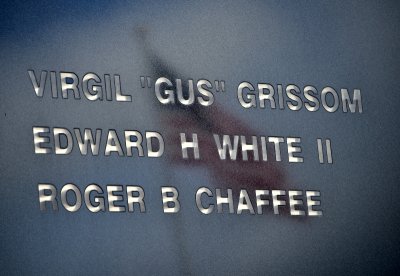 VIRGIL "GUS" GRISSOM
EDWARD H WHITE II
ROGER B CHAFFEE